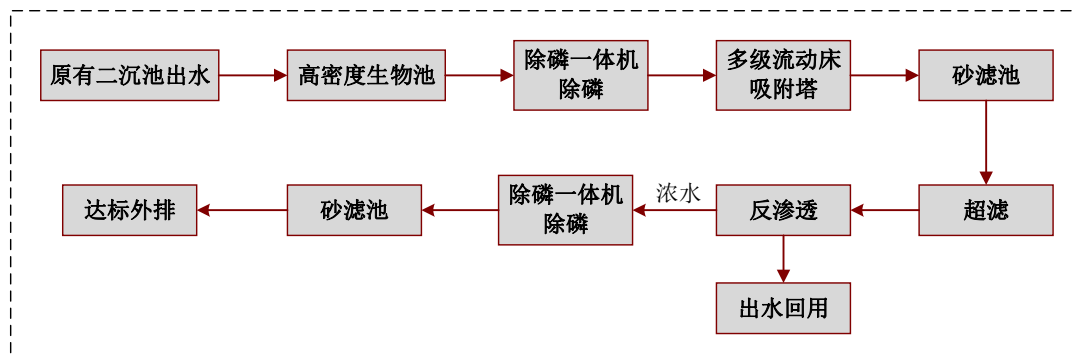 原有二沉池出水
高密度生物池
除磷一体机
除磷
多级流动床
吸附塔
砂滤池
达标外排
砂滤池
除磷一体机
除磷
浓水
反渗透
超滤
出水回用